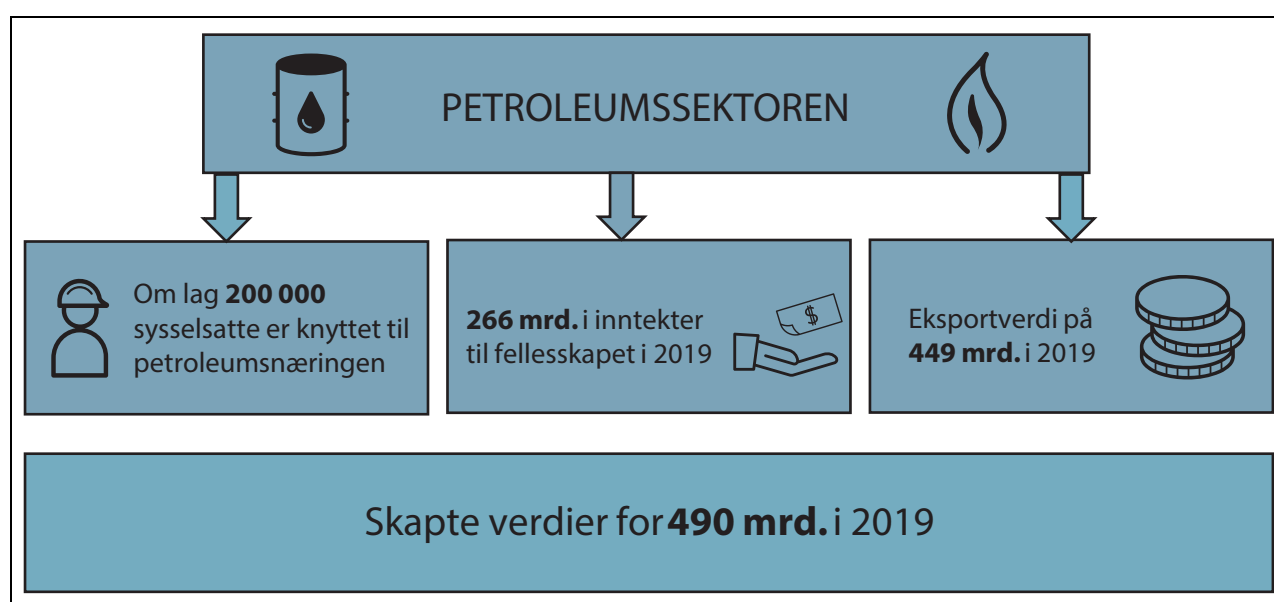 PETROLEUMSSEKTOREN
Om lag 200 000
sysselsatte er knyttet til
petroleumsnæringen
266 mrd. i inntekter
til fellesskapet i 2019
$
Eksportverdi på
449 mrd. i 2019
Skapte verdier for 490 mrd. i 2019